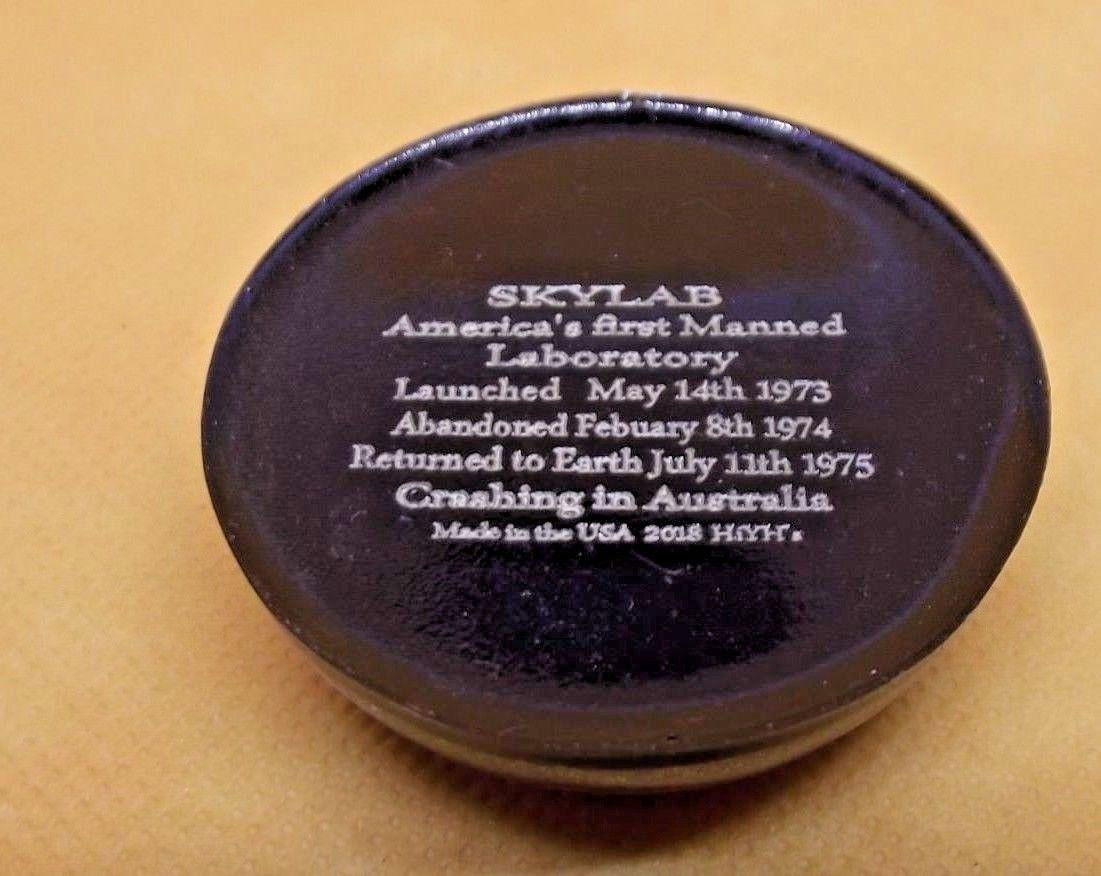 SKYLAB
America's first Manned
Laboratory
Launched May 14th 1973
Abandoned Febuary 8th 1974
Returned to Earth July 11th 1975
Crashing in Australia
Made in the USA 2018